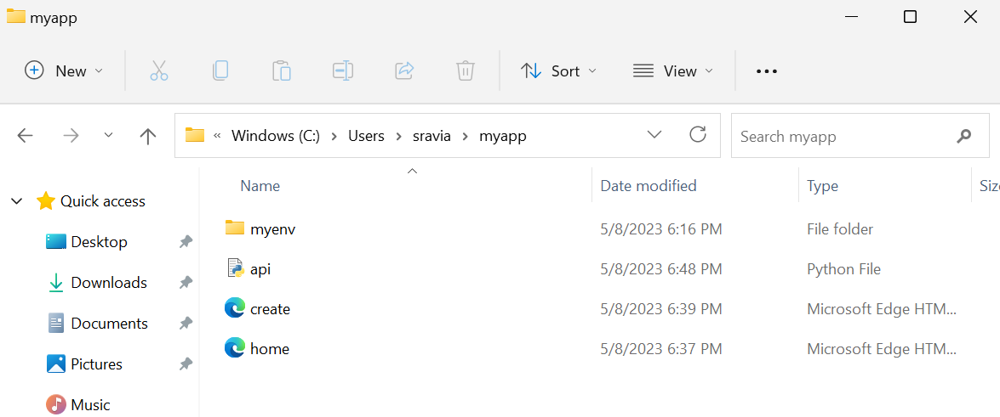 myapp
New Sort View
« Windows (C:) › Users › sravia › myapp Search myapp
Name Date modified Type Siz
Quick access
myenv 5/8/2023 6:16 PM File folder
Desktop
api 5/8/2023 6:48 PM Python File
Downloads
create 5/8/2023 6:39 PM Microsoft Edge HTM...
Documents
home 5/8/2023 6:37 PM Microsoft Edge HTM...
Pictures
Music